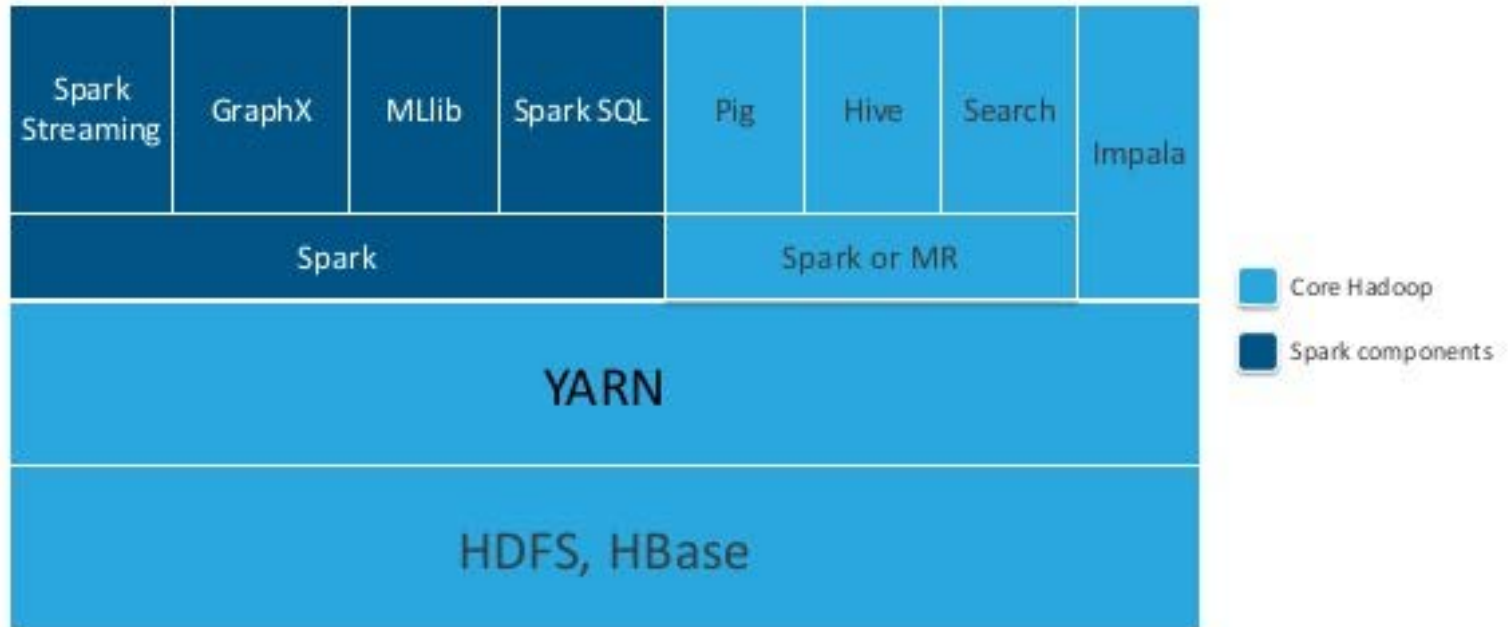 Spark
Streaming
GraphX
MLlib
Spark SQL
Pig
Hive
Search
Impala
Spark
Spark or MR
YARN
HDFS, HBase
Core Hadoop
Spark components